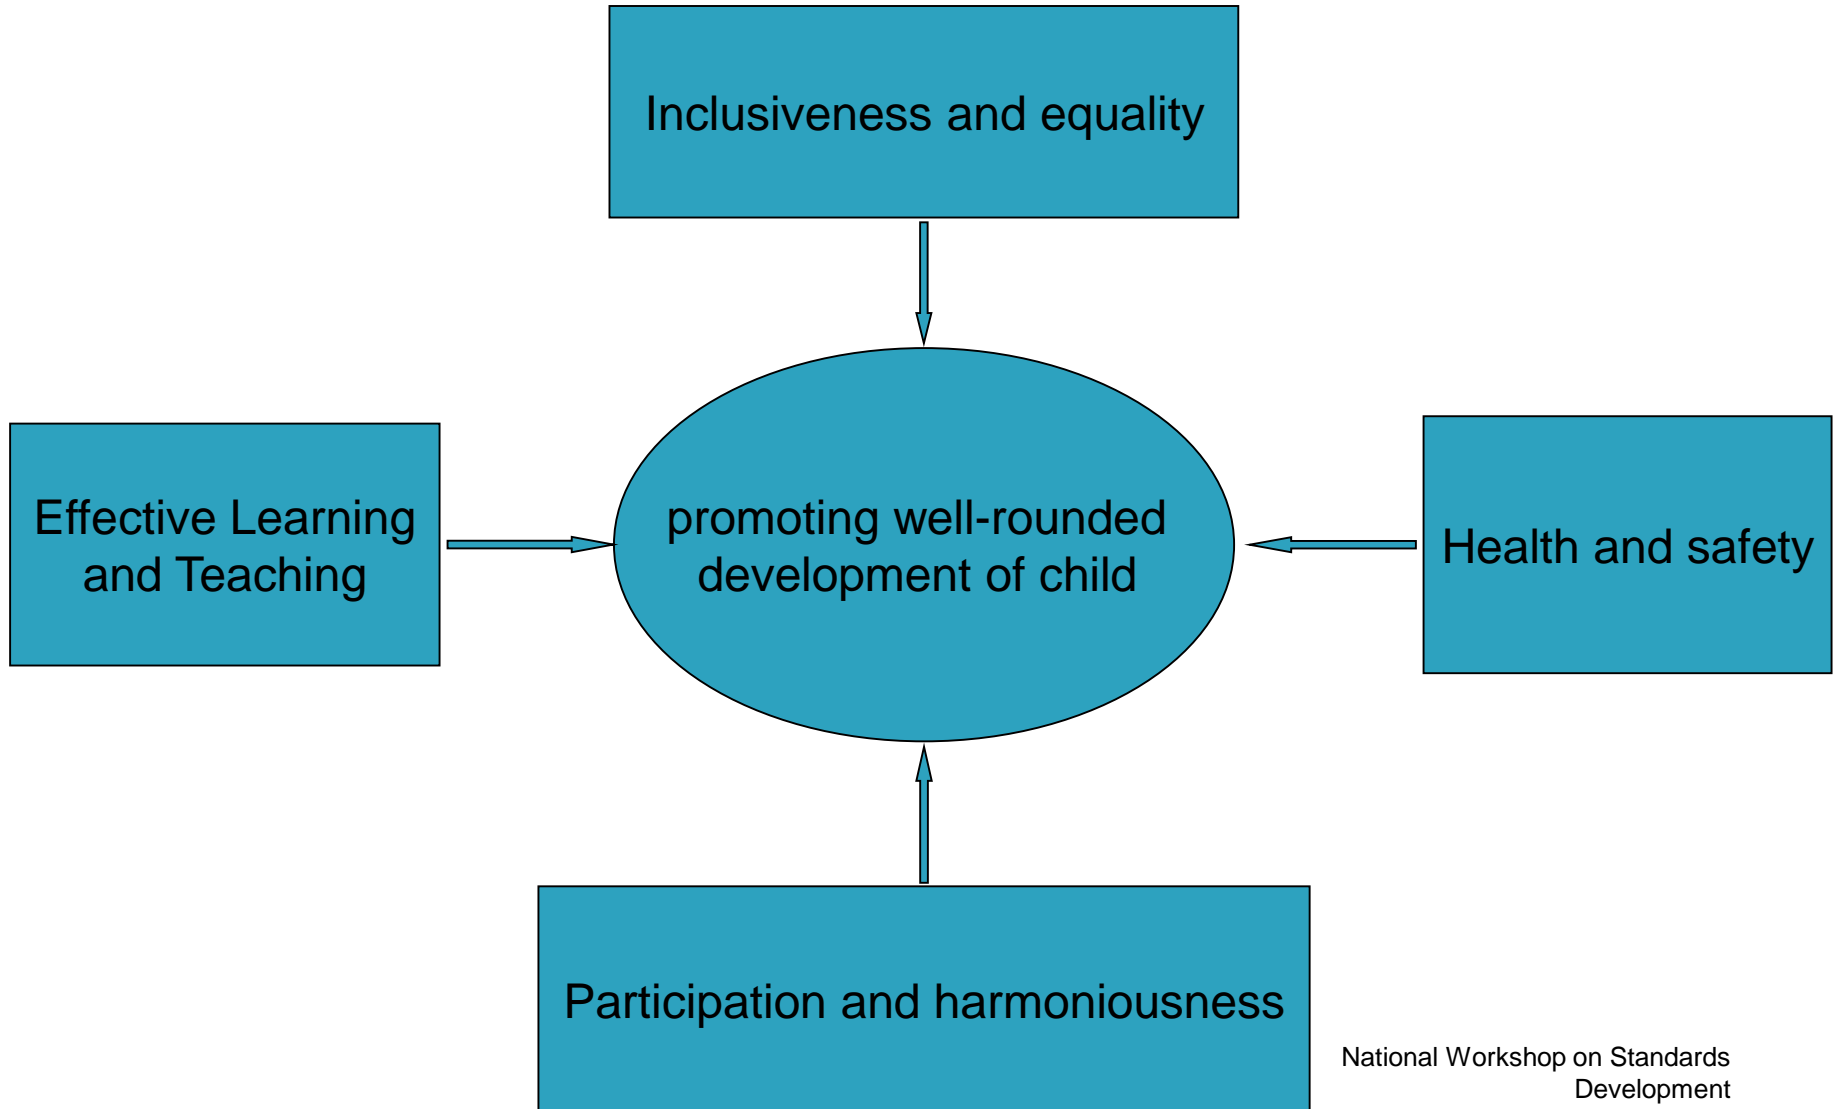 Inclusiveness and equality
Effective Learning
and Teaching
promoting well-rounded
development of child
Health and safety
Participation and harmoniousness
National Workshop on Standards
Development